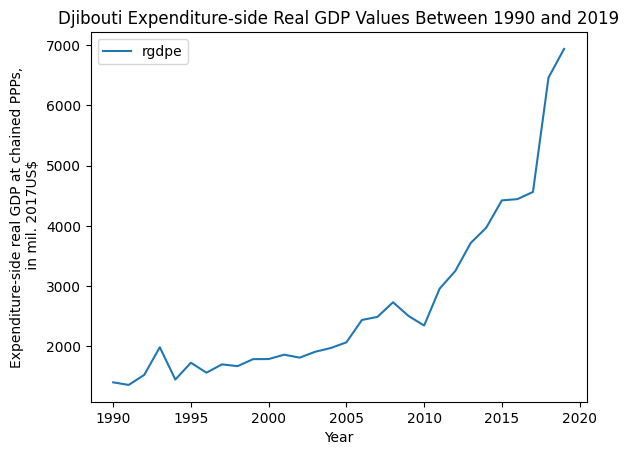 Djibouti Expenditure-side Real GDP Values Between 1990 and 2019
rgdpe
7000
6000
5000
4000
3000
2000
Expenditure-side real GDP at chained PPPs,
in mil. 2017US$
1990
1995
2000
2005
2010
2015
2020
Year